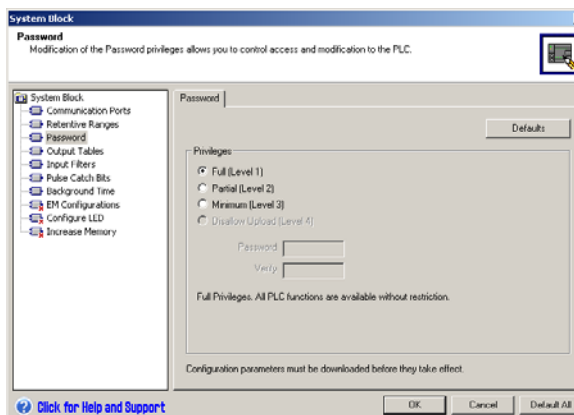 System Block
Password
Modification of the Password privileges allows you to control access and modification to the PLC.
System Block
Communication Ports
Retentive Ranges
Password
Output Tables
Input Filters
Pulse Catch Bits
Background Time
EM Configurations
Configure LED
Increase Memory
Password
Defaults
Privileges
Full (Level 1)
Partial (Level 2)
Minimum (Level 3)
Disallow Upload (Level 4)
Password
Verify
Full Privileges. All PLC functions are available without restriction.
Configuration parameters must be downloaded before they take effect.
Click for Help and Support
OK
Cancel
Default All